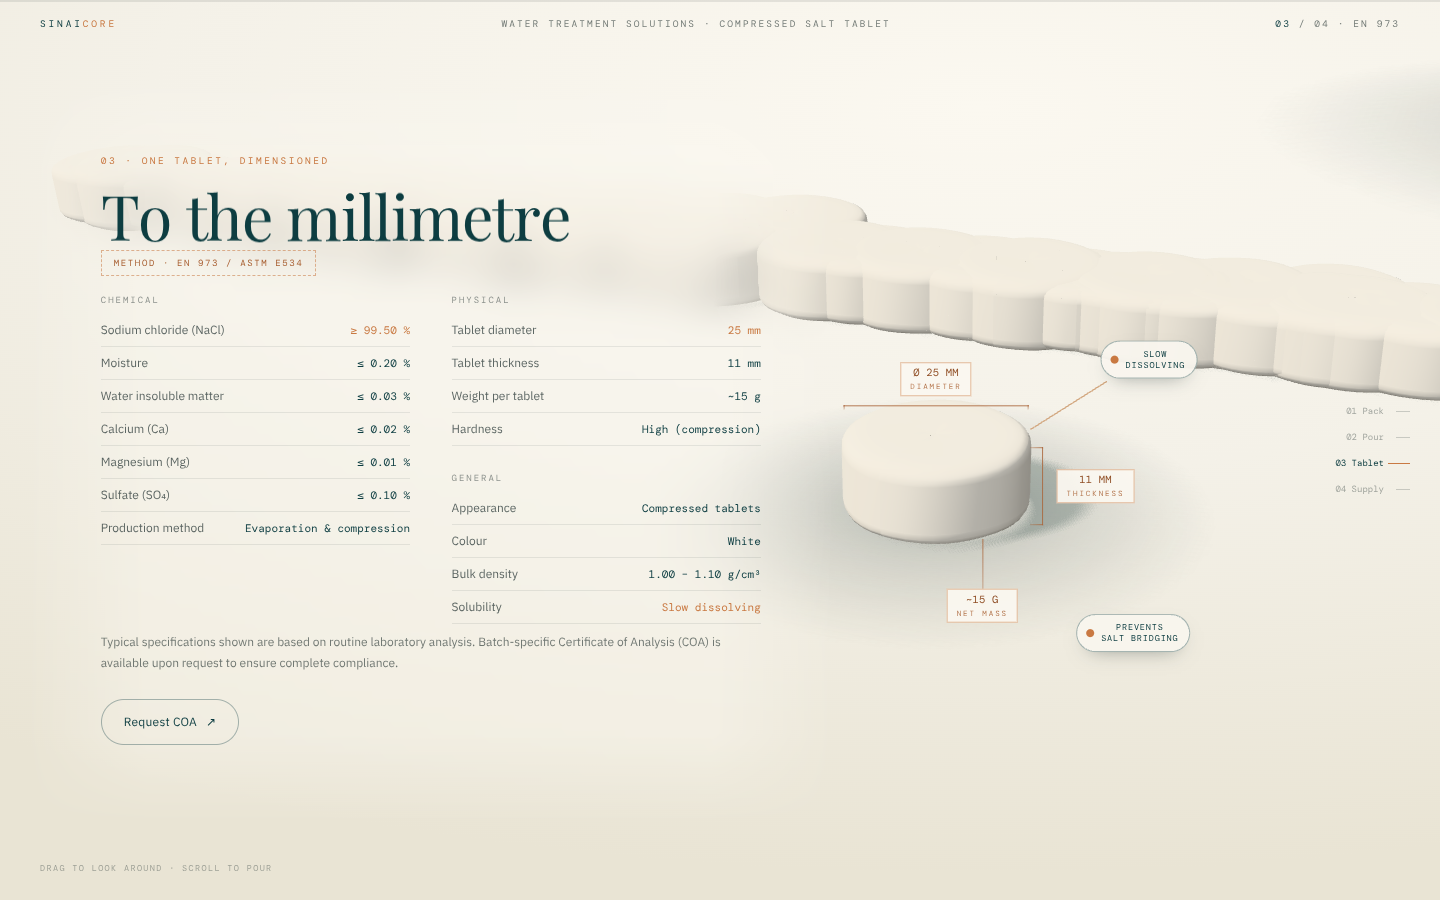 SINAICORE
WATER TREATMENT SOLUTIONS · COMPRESSED SALT TABLET
03 / 04 · EN 973
03 · ONE TABLET, DIMENSIONED
To the millimetre
METHOD · EN 973 / ASTM E534
CHEMICAL
Sodium chloride (NaCl) ≥ 99.50 %
Moisture ≤ 0.20 %
Water insoluble matter ≤ 0.03 %
Calcium (Ca) ≤ 0.02 %
Magnesium (Mg) ≤ 0.01 %
Sulfate (SO₄) ≤ 0.10 %
Production method Evaporation & compression
PHYSICAL
Tablet diameter 25 mm
Tablet thickness 11 mm
Weight per tablet ~15 g
Hardness High (compression)
GENERAL
Appearance Compressed tablets
Colour White
Bulk density 1.00 – 1.10 g/cm³
Solubility Slow dissolving
Typical specifications shown are based on routine laboratory analysis. Batch-specific Certificate of Analysis (COA) is
available upon request to ensure complete compliance.
Request COA ↗
Ø 25 MM
DIAMETER
SLOW
DISSOLVING
11 MM
THICKNESS
~15 G
NET MASS
PREVENTS
SALT BRIDGING
01 Pack
02 Pour
03 Tablet
04 Supply
DRAG TO LOOK AROUND · SCROLL TO POUR